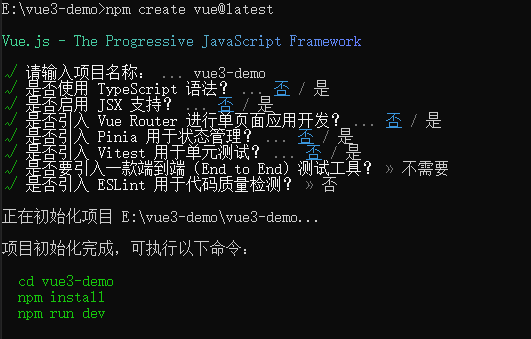 E:\vue3-demo>npm create vue@latest
Vue.js - The Progressive JavaScript Framework
√ 请输入项目名称： ... vue3-demo
√ 是否使用 TypeScript 语法？ ... 否 / 是
√ 是否启用 JSX 支持？ ... 否 / 是
√ 是否引入 Vue Router 进行单页面应用开发？ ... 否 / 是
√ 是否引入 Pinia 用于状态管理？ ... 否 / 是
√ 是否引入 Vitest 用于单元测试？ ... 否 / 是
√ 是否要引入一款端到端（End to End）测试工具？ » 不需要
√ 是否引入 ESLint 用于代码质量检测？ » 否
正在初始化项目 E:\vue3-demo\vue3-demo...
项目初始化完成，可执行以下命令：
cd vue3-demo
npm install
npm run dev